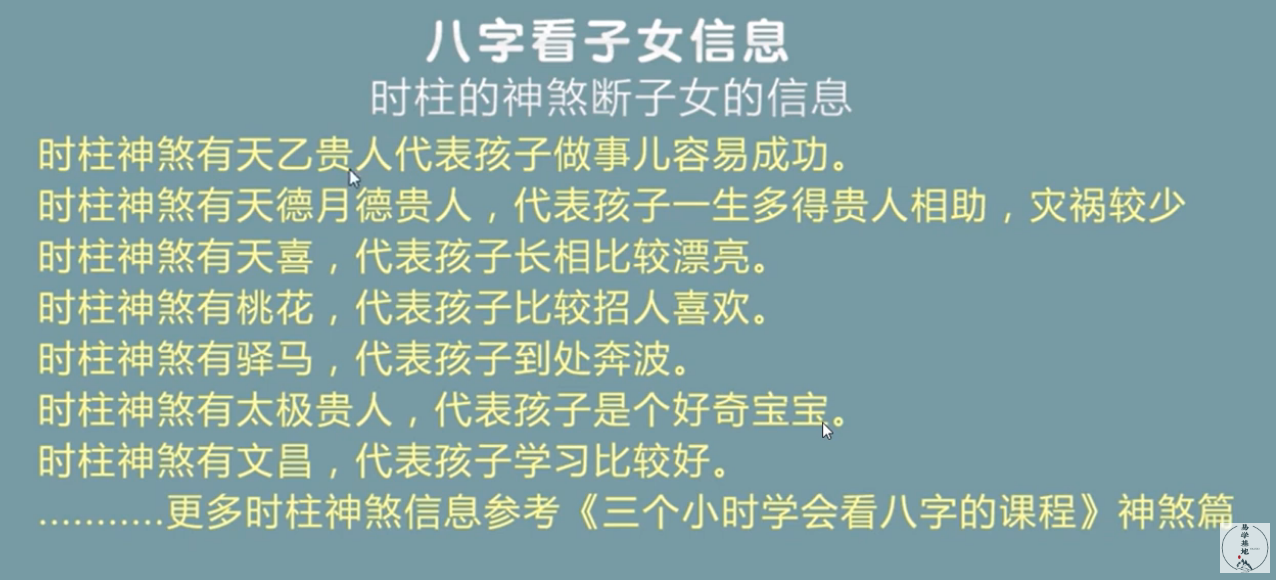 八字看子女信息
时柱的神煞断子女的信息
时柱神煞有天乙贵人代表孩子做事儿容易成功。
时柱神煞有天德月德贵人，代表孩子一生多得贵人相助，灾祸较少
时柱神煞有天喜，代表孩子长相比较漂亮。
时柱神煞有桃花，代表孩子比较招人喜欢。
时柱神煞有驿马，代表孩子到处奔波。
时柱神煞有太极贵人，代表孩子是个好奇宝宝。
时柱神煞有文昌，代表孩子学习比较好。
...........更多时柱神煞信息参考《三个小时学会看八字的课程》神煞篇
易学基地